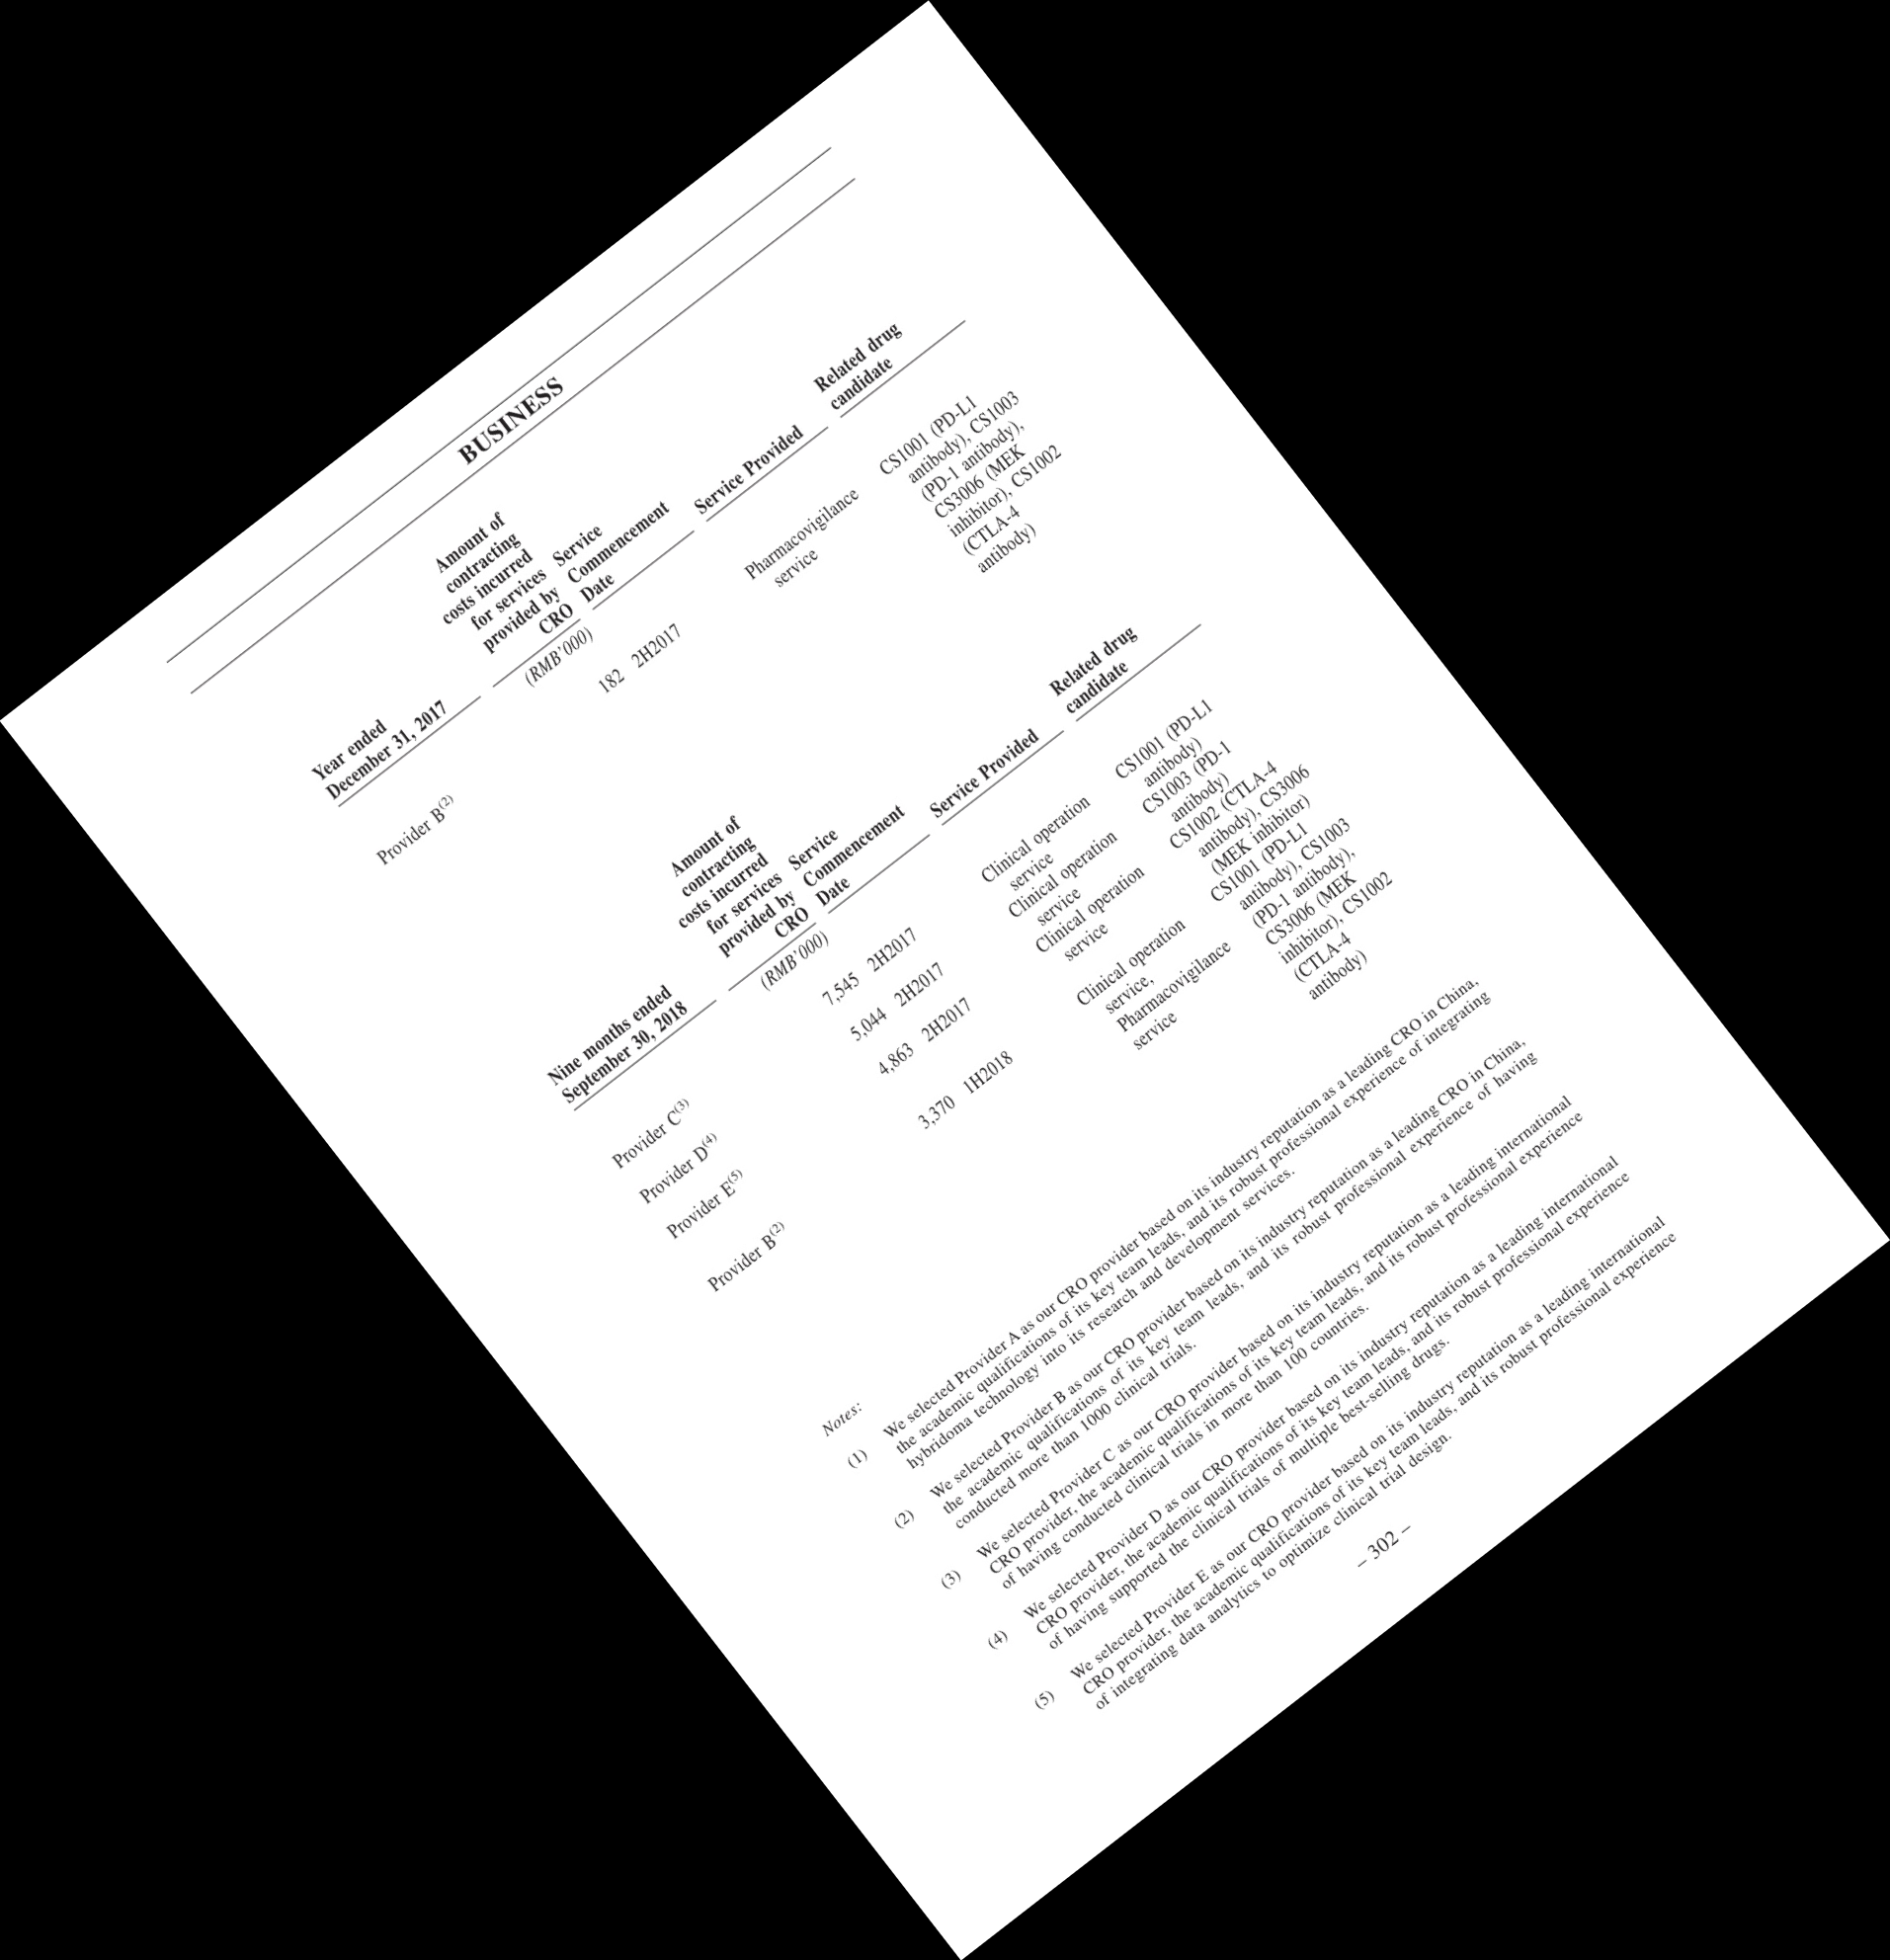 BUSINESS
Amount of
contracting
costs incurred
for services Service
Year ended provided by Commencement Related drug
December 31, 2017 CRO Date Service Provided candidate
(RMB’000)
Provider B(2) 182 2H2017 Pharmacovigilance CS1001 (PD-L1
service antibody), CS1003
(PD-1 antibody),
CS3006 (MEK
inhibitor), CS1002
(CTLA-4
antibody)
Amount of
contracting
costs incurred
for services Service
Nine months ended provided by Commencement Related drug
September 30, 2018 CRO Date Service Provided candidate
(RMB’000)
Provider C(3) 7,545 2H2017 Clinical operation CS1001 (PD-L1
service antibody)
Provider D(4) 5,044 2H2017 Clinical operation CS1003 (PD-1
service antibody)
Provider E(5) 4,863 2H2017 Clinical operation CS1002 (CTLA-4
service antibody), CS3006
(MEK inhibitor)
Provider B(2) 3,370 1H2018 Clinical operation CS1001 (PD-L1
service, antibody), CS1003
Pharmacovigilance (PD-1 antibody),
service CS3006 (MEK
inhibitor), CS1002
(CTLA-4
antibody)
Notes:
(1) We selected Provider A as our CRO provider based on its industry reputation as a leading CRO in China,
the academic qualifications of its key team leads, and its robust professional experience of integrating
hybridoma technology into its research and development services.
(2) We selected Provider B as our CRO provider based on its industry reputation as a leading CRO in China,
the academic qualifications of its key team leads, and its robust professional experience of having
conducted more than 1000 clinical trials.
(3) We selected Provider C as our CRO provider based on its industry reputation as a leading international
CRO provider, the academic qualifications of its key team leads, and its robust professional experience
of having conducted clinical trials in more than 100 countries.
(4) We selected Provider D as our CRO provider based on its industry reputation as a leading international
CRO provider, the academic qualifications of its key team leads, and its robust professional experience
of having supported the clinical trials of multiple best-selling drugs.
(5) We selected Provider E as our CRO provider based on its industry reputation as a leading international
CRO provider, the academic qualifications of its key team leads, and its robust professional experience
of integrating data analytics to optimize clinical trial design.
– 302 –